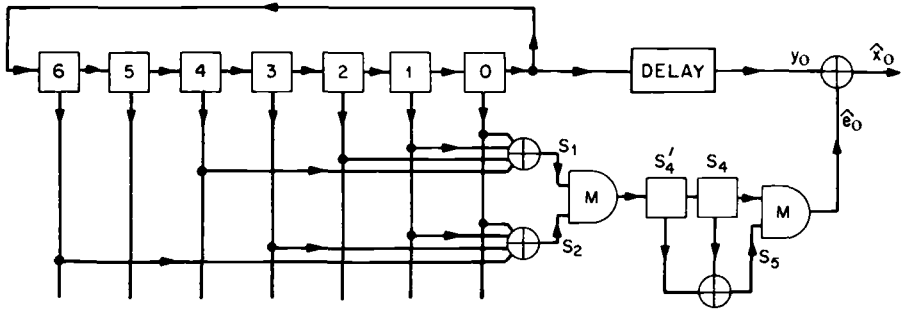 6 5 4 3 2 1 0 DELAY y₀ x̂₀
ê₀
S₁
M
S₂
S₄′ S₄
M
S₅